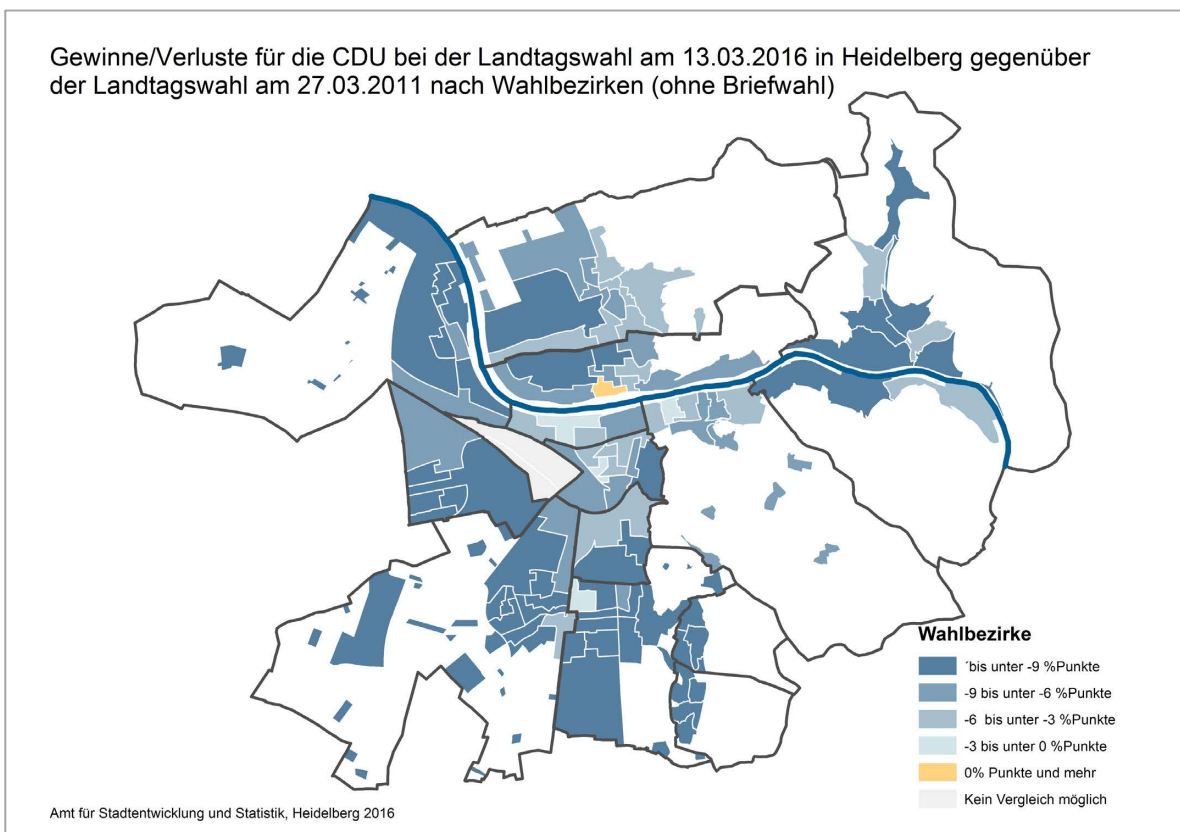 Gewinne/Verluste für die CDU bei der Landtagswahl am 13.03.2016 in Heidelberg gegenüber
der Landtagswahl am 27.03.2011 nach Wahlbezirken (ohne Briefwahl)
Wahlbezirke
´bis unter -9 %Punkte
-9 bis unter -6 %Punkte
-6  bis unter -3 %Punkte
-3 bis unter 0 %Punkte
0% Punkte und mehr
Kein Vergleich möglich
Amt für Stadtentwicklung und Statistik, Heidelberg 2016